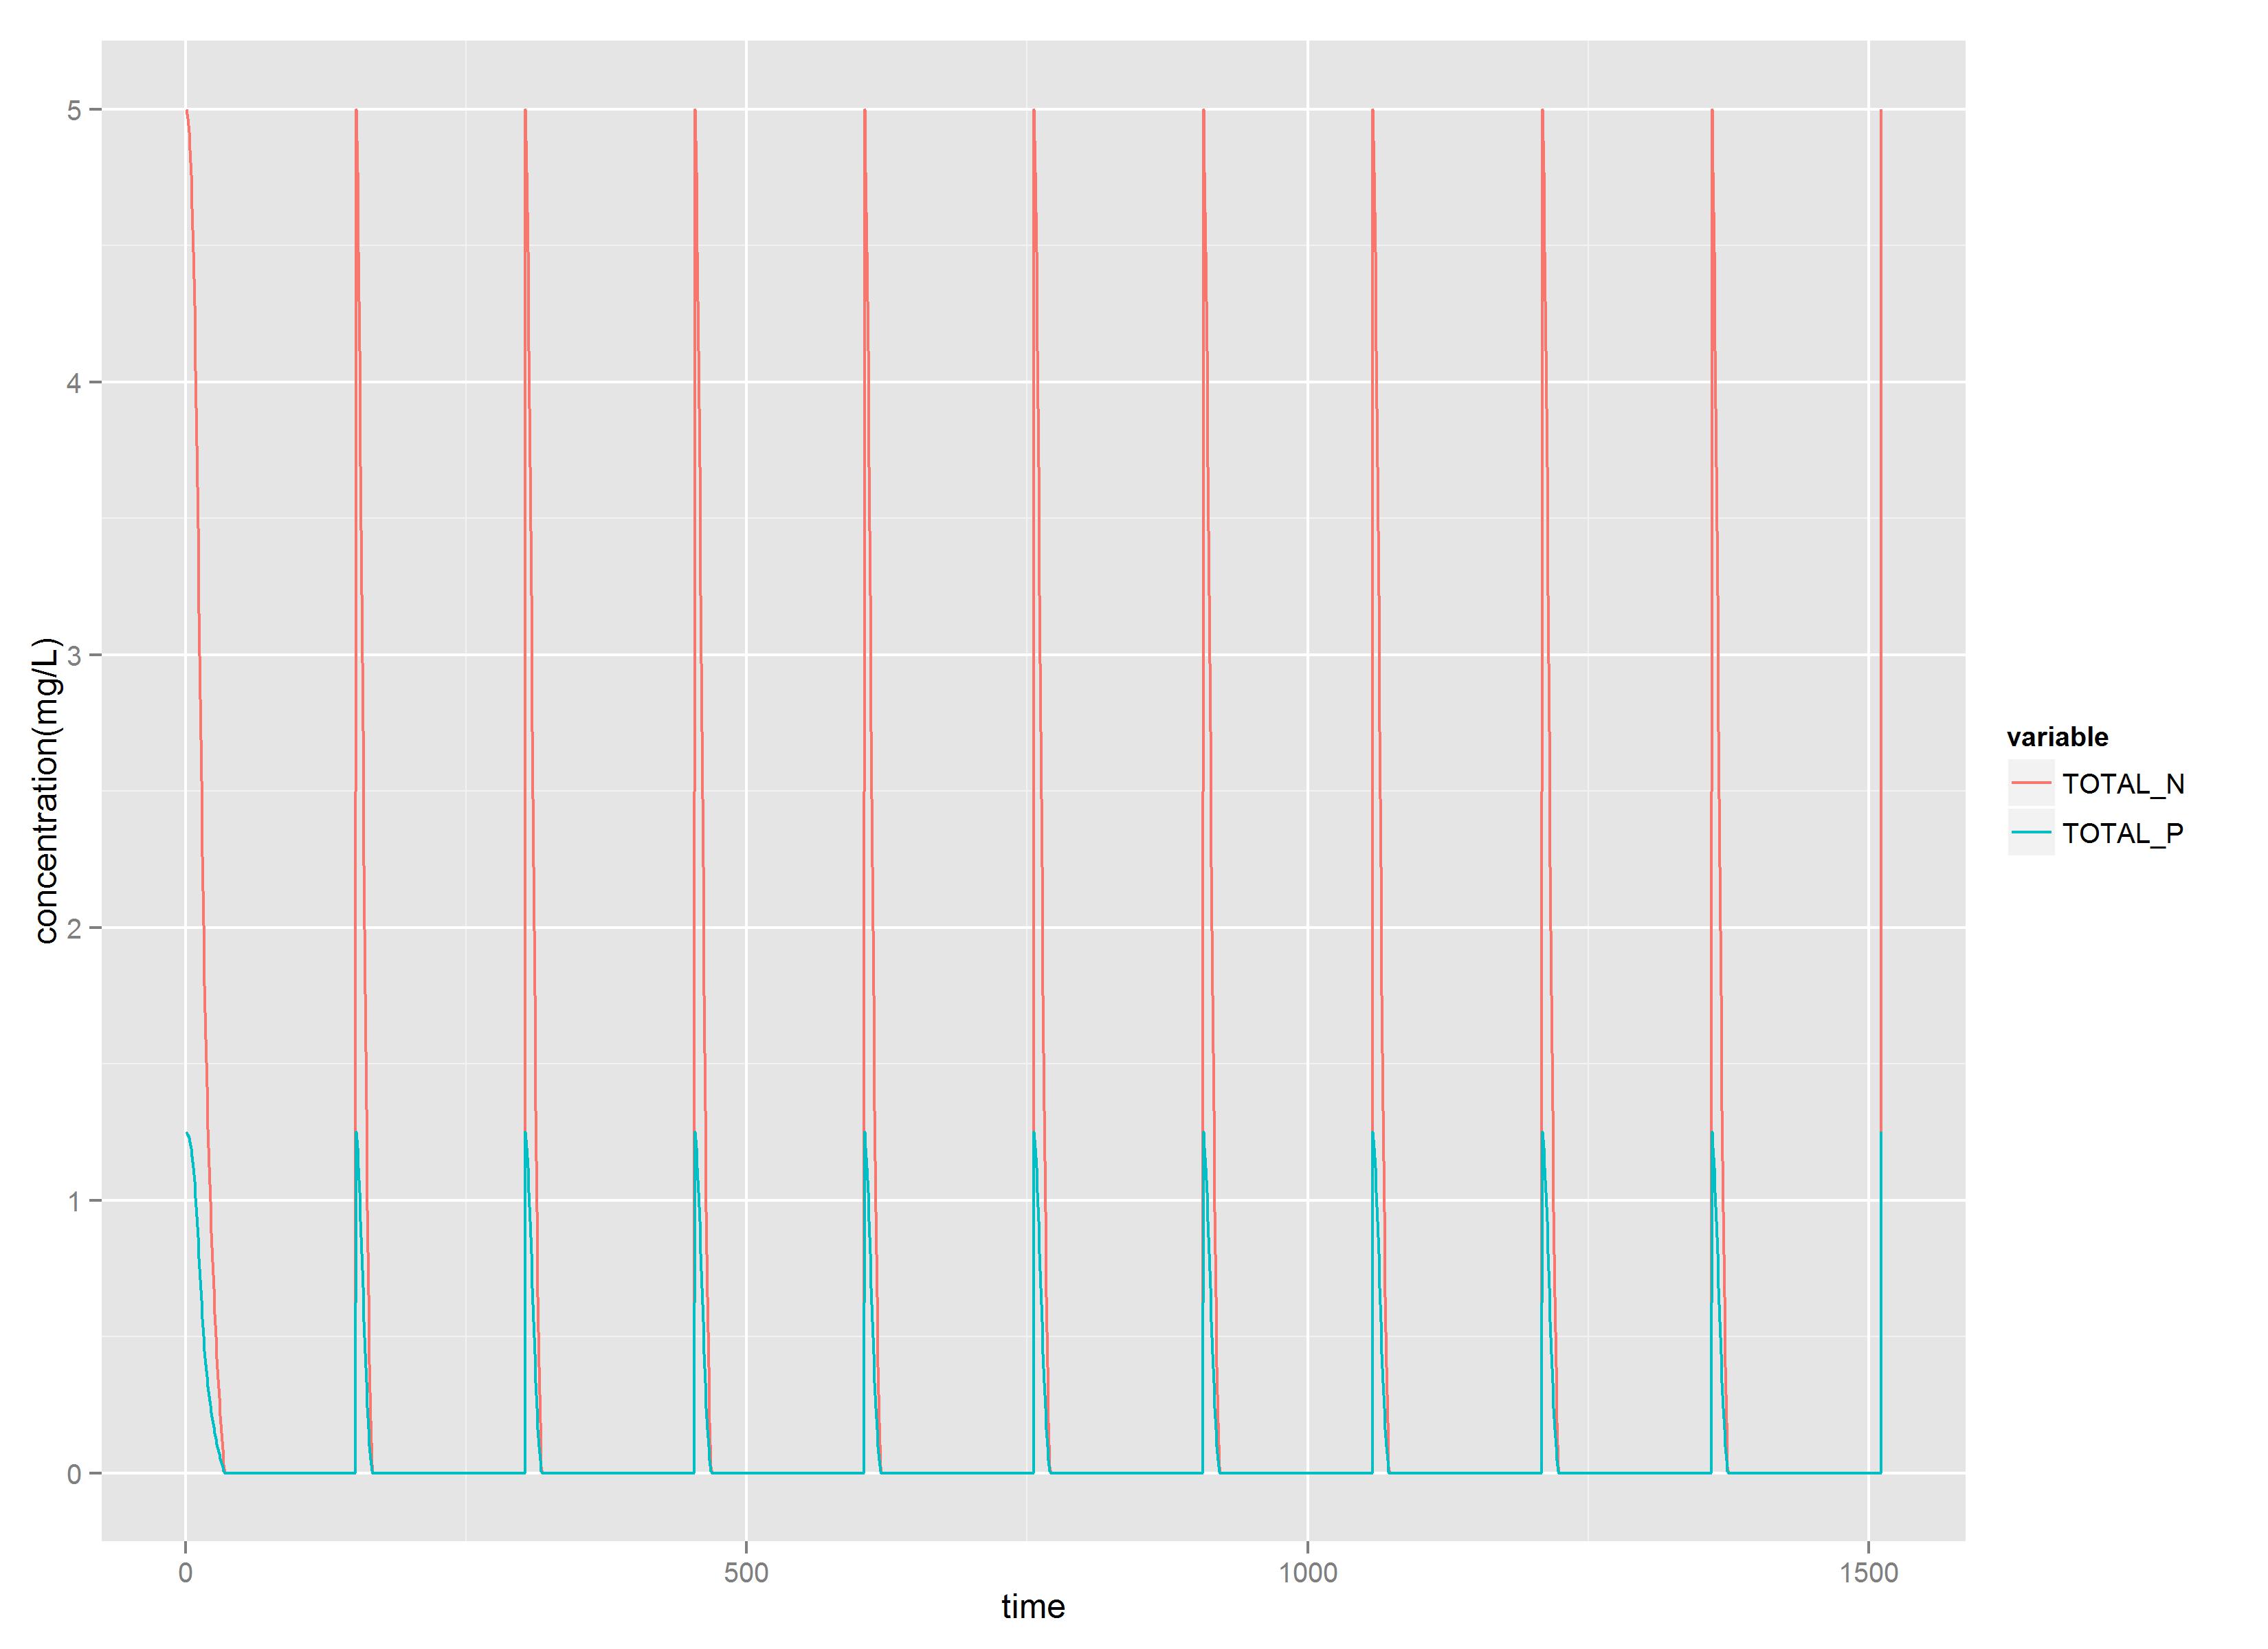 concentration(mg/L)
5
4
3
2
1
0
0 500 1000 1500
time
variable
TOTAL_N
TOTAL_P